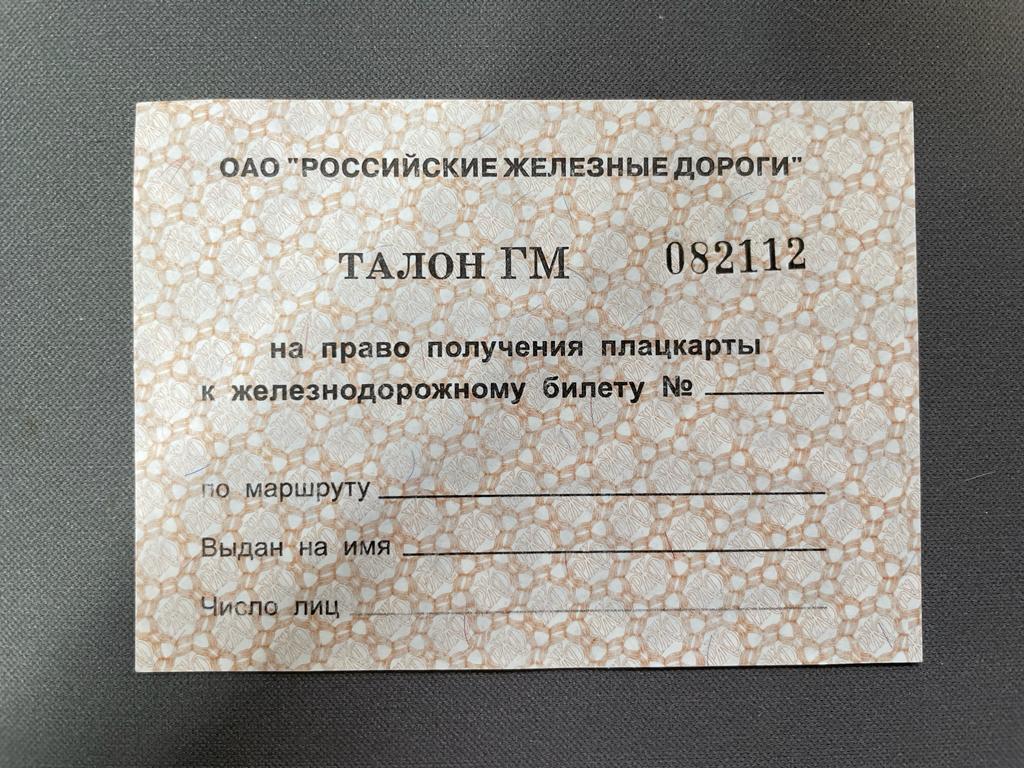 ОАО "РОССИЙСКИЕ ЖЕЛЕЗНЫЕ ДОРОГИ"
ТАЛОН ГМ 082112
на право получения плацкарты
к железнодорожному билету №
по маршруту
Выдан на имя
Число лиц